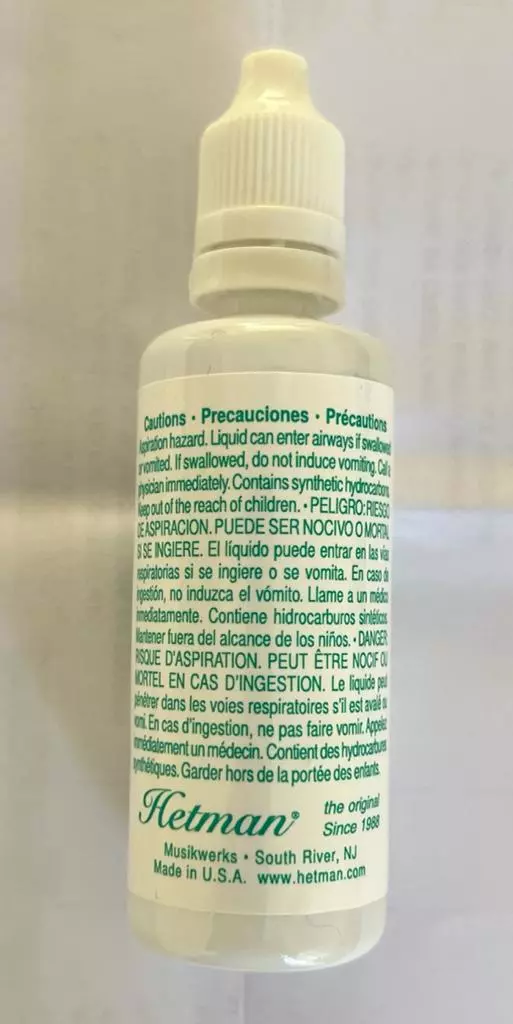 Cautions · Precauciones · Précautions
Aspiration hazard. Liquid can enter airways if swallowed
or vomited. If swallowed, do not induce vomiting. Call a
physician immediately. Contains synthetic hydrocarbons.
Keep out of the reach of children. • PELIGRO: RIESGO
DE ASPIRACION. PUEDE SER NOCIVO O MORTAL
SI SE INGIERE. El líquido puede entrar en las vías
respiratorias si se ingiere o se vomita. En caso de
ingestión, no induzca el vómito. Llame a un médico
inmediatamente. Contiene hidrocarburos sintéticos.
Mantener fuera del alcance de los niños. • DANGER:
RISQUE D'ASPIRATION. PEUT ÊTRE NOCIF OU
MORTEL EN CAS D'INGESTION. Le liquide peut
pénétrer dans les voies respiratoires s'il est avalé ou
vomi. En cas d'ingestion, ne pas faire vomir. Appelez
immédiatement un médecin. Contient des hydrocarbures
synthétiques. Garder hors de la portée des enfants.
Hetman® the original
Since 1988
Musikwerks • South River, NJ
Made in U.S.A. www.hetman.com